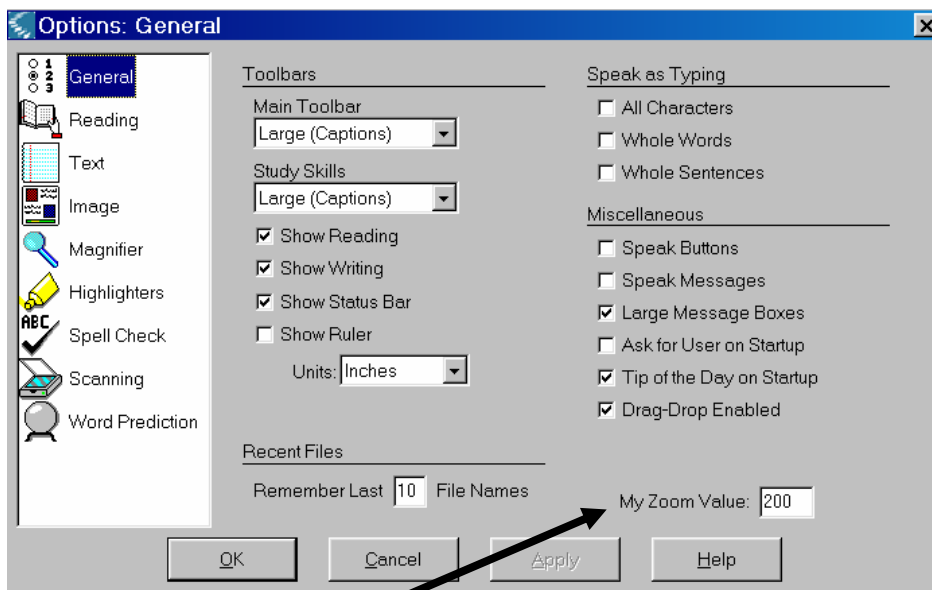 Options: General
1
2
3
General
Reading
Text
Image
Magnifier
Highlighters
ABC
Spell Check
Scanning
Word Prediction
Toolbars
Main Toolbar
Large (Captions)
Study Skills
Large (Captions)
Show Reading
Show Writing
Show Status Bar
Show Ruler
Units: Inches
Recent Files
Remember Last 10 File Names
Speak as Typing
All Characters
Whole Words
Whole Sentences
Miscellaneous
Speak Buttons
Speak Messages
Large Message Boxes
Ask for User on Startup
Tip of the Day on Startup
Drag-Drop Enabled
My Zoom Value: 200
OK Cancel Apply Help